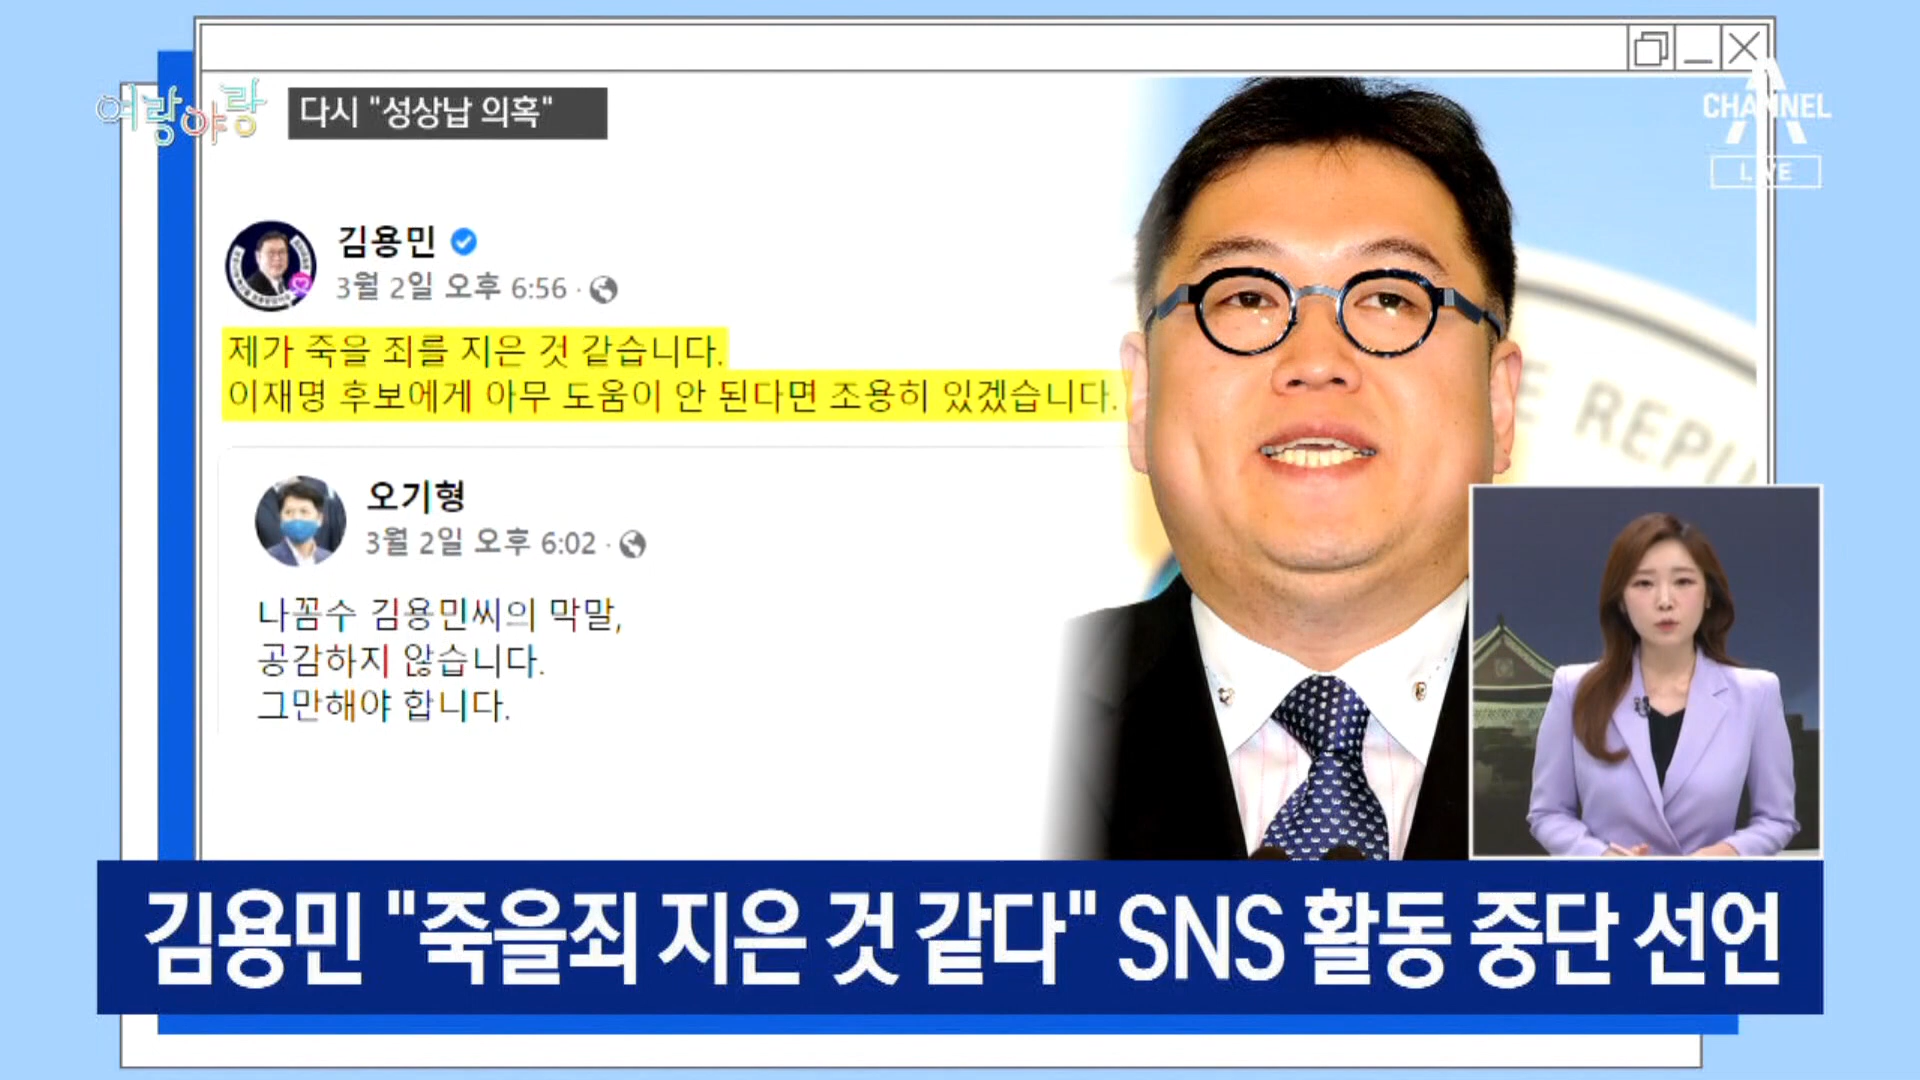 여랑야랑
다시 "성상납 의혹"
CHANNEL A
LIVE
김용민
3월 2일 오후 6:56
제가 죽을 죄를 지은 것 같습니다.
이재명 후보에게 아무 도움이 안 된다면 조용히 있겠습니다.
오기형
3월 2일 오후 6:02
나꼼수 김용민씨의 막말,
공감하지 않습니다.
그만해야 합니다.
E REPU
김용민 "죽을죄 지은 것 같다" SNS 활동 중단 선언